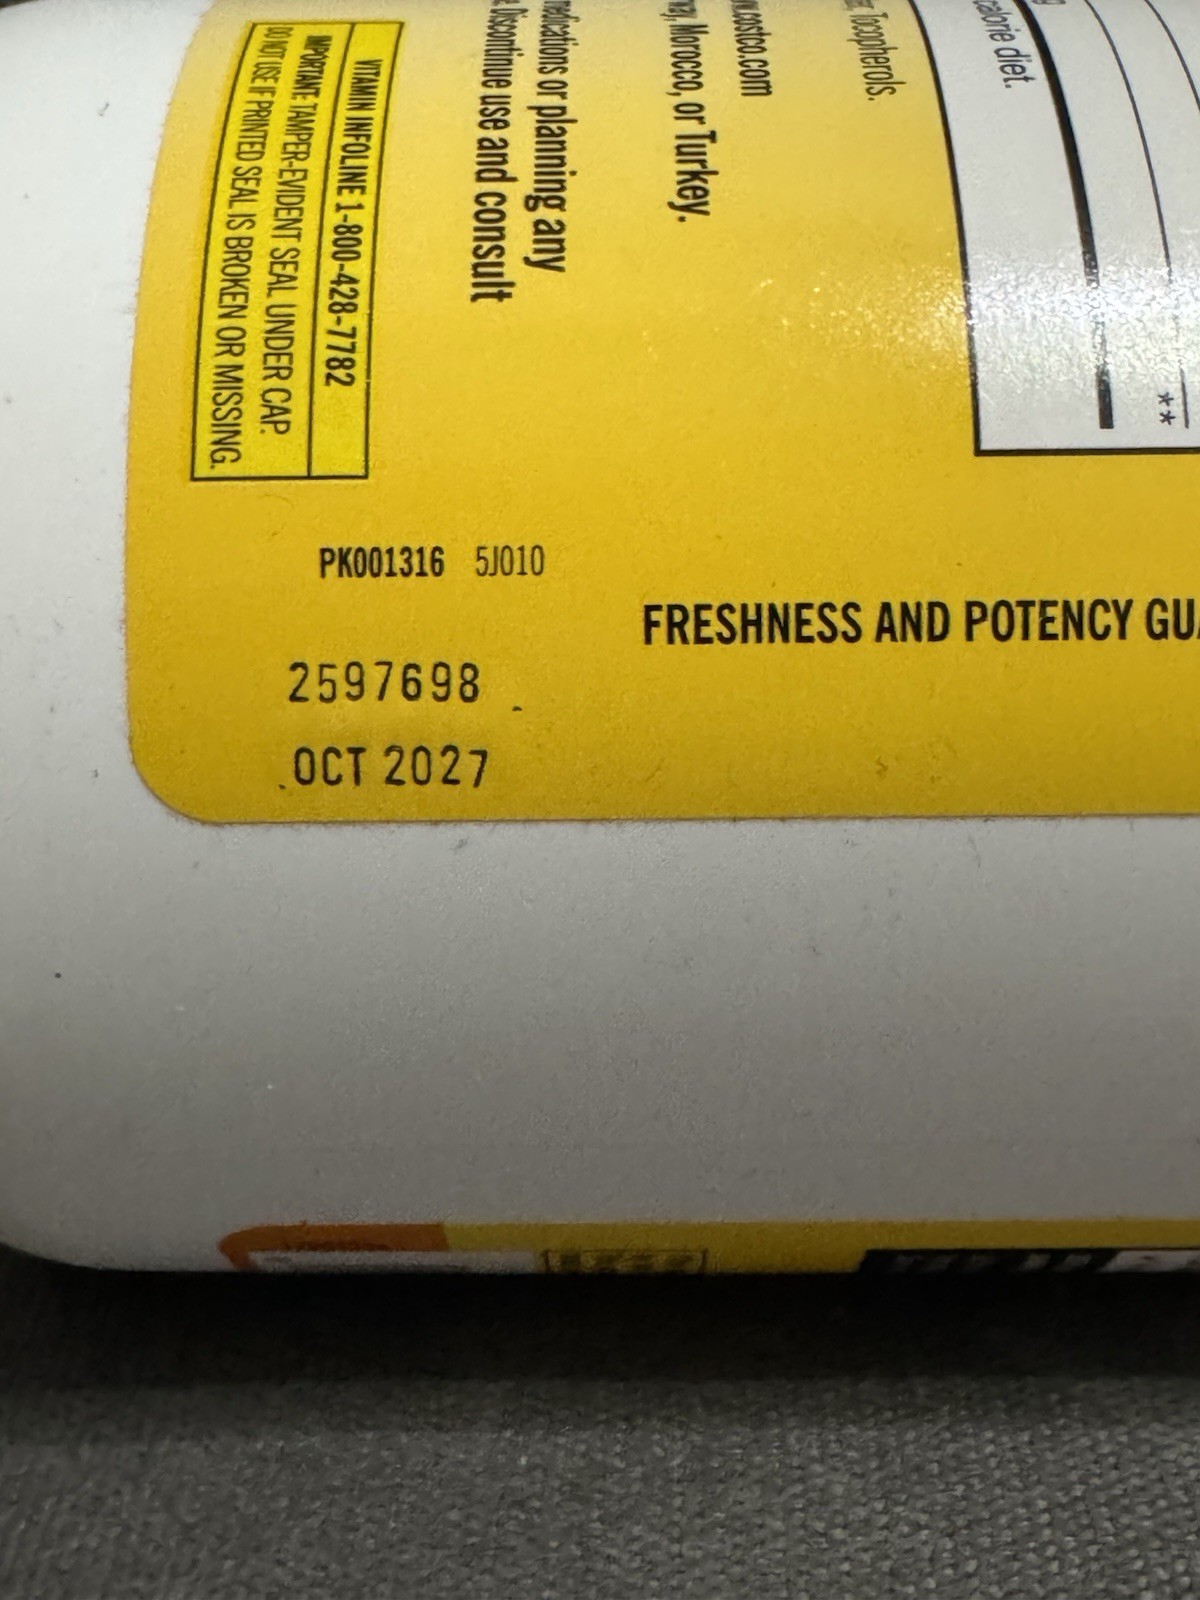 calorie diet.
**
Tocopherols.
costco.com
Morocco, or Turkey.
or planning any
Discontinue use and consult
VITAMIN INFOLINE 1-800-428-7782
IMPORTANT: TAMPER-EVIDENT SEAL UNDER CAP.
DO NOT USE IF PRINTED SEAL IS BROKEN OR MISSING.
PK001316 5J010
FRESHNESS AND POTENCY
2597698
OCT 2027